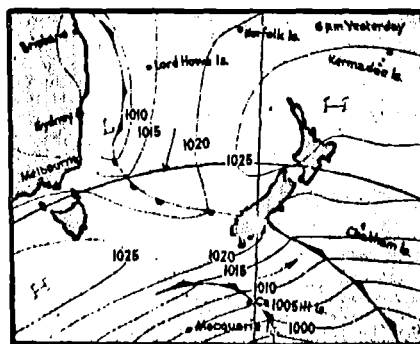 6 p.m Yesterday
Norfolk Is.
Brisbane
Kermadec Is.
Lord Howe Is.
H
1010
1015
Sydney
1020
Melbourne
1025
Chatham Is.
1025
1020
1015
H
1010
1005
Macquarie I
1000